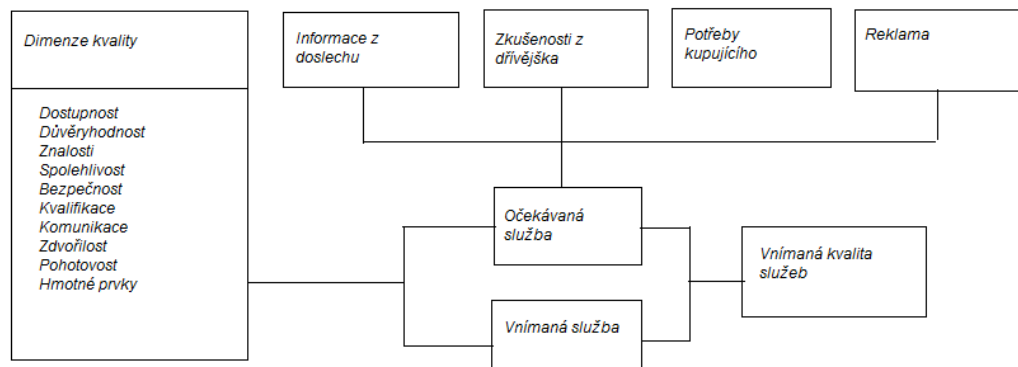 Dimenze kvality
Informace z
doslechu
Zkušenosti z
dřívějška
Potřeby
kupujícího
Reklama
Dostupnost
Důvěryhodnost
Znalosti
Spolehlivost
Bezpečnost
Kvalifikace
Komunikace
Zdvořilost
Pohotovost
Hmotné prvky
Očekávaná
služba
Vnímaná služba
Vnímaná kvalita
služeb